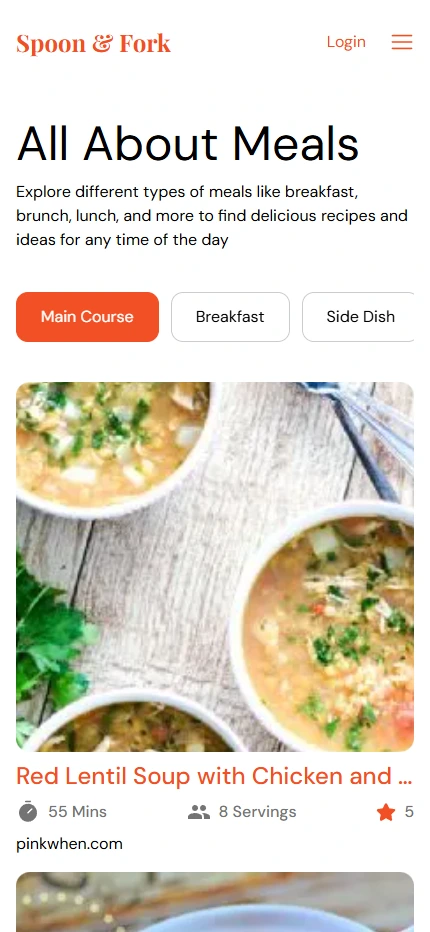 Spoon & Fork
Login
All About Meals
Explore different types of meals like breakfast,
brunch, lunch, and more to find delicious recipes and
ideas for any time of the day
Main Course
Breakfast
Side Dish
Red Lentil Soup with Chicken and ...
55 Mins
8 Servings
5
pinkwhen.com